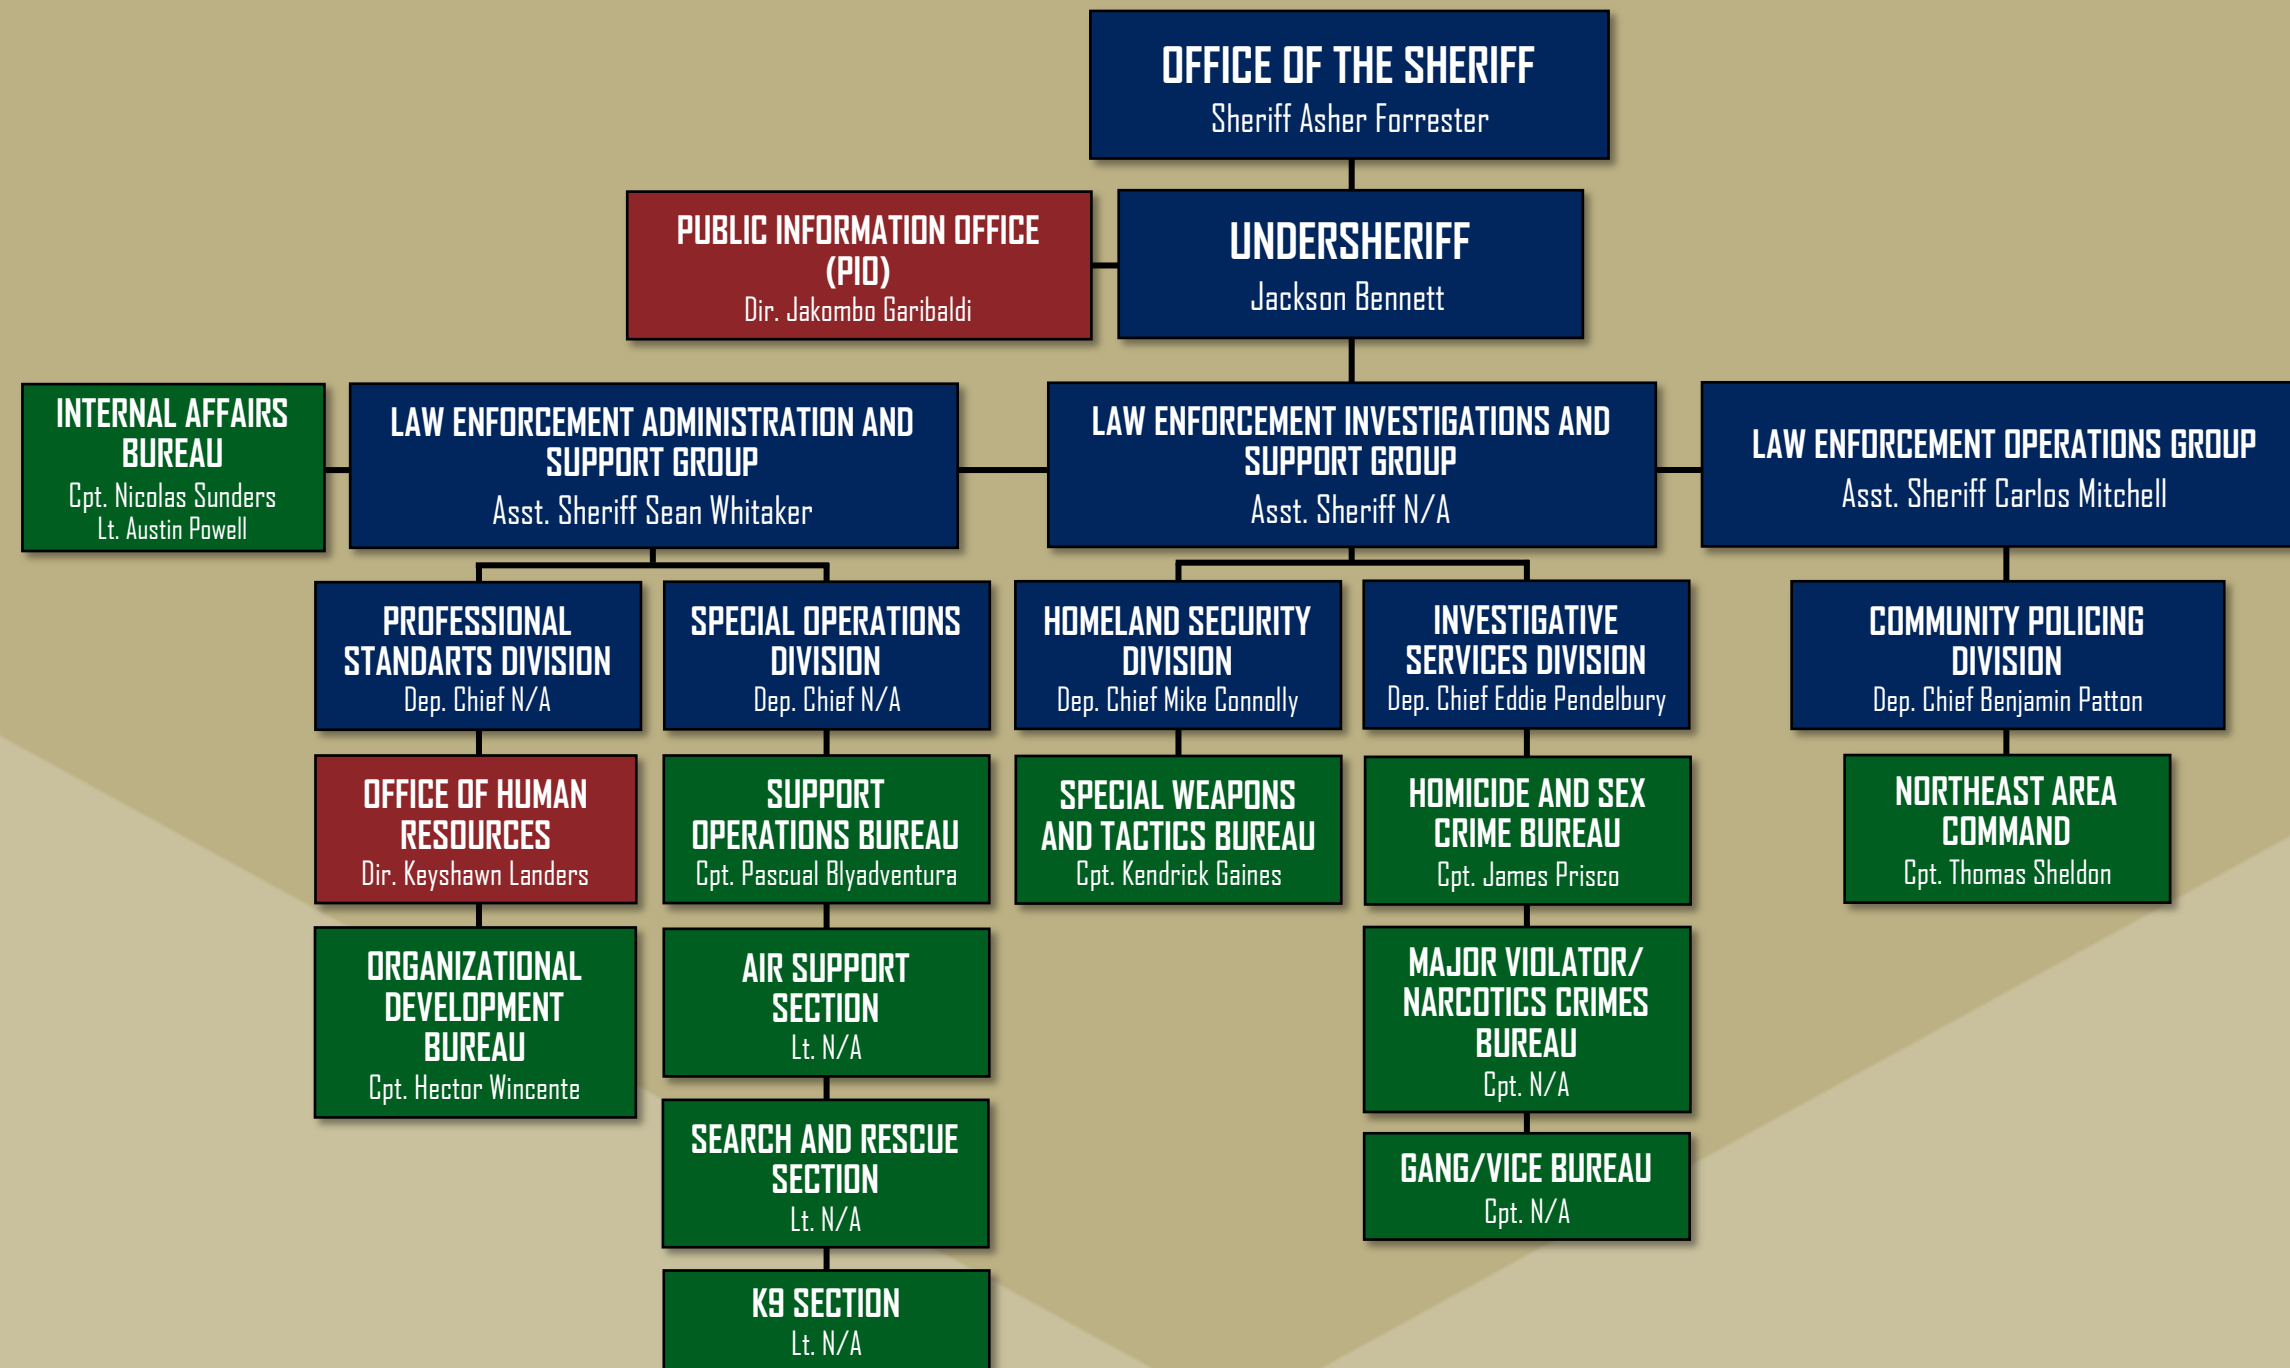 OFFICE OF THE SHERIFF
Sheriff Asher Forrester
PUBLIC INFORMATION OFFICE
(PIO)
Dir. Jakombo Garibaldi
UNDERSHERIFF
Jackson Bennett
INTERNAL AFFAIRS
BUREAU
Cpt. Nicolas Sunders
Lt. Austin Powell
LAW ENFORCEMENT ADMINISTRATION AND
SUPPORT GROUP
Asst. Sheriff Sean Whitaker
LAW ENFORCEMENT INVESTIGATIONS AND
SUPPORT GROUP
Asst. Sheriff N/A
LAW ENFORCEMENT OPERATIONS GROUP
Asst. Sheriff Carlos Mitchell
PROFESSIONAL
STANDARTS DIVISION
Dep. Chief N/A
SPECIAL OPERATIONS
DIVISION
Dep. Chief N/A
HOMELAND SECURITY
DIVISION
Dep. Chief Mike Connolly
INVESTIGATIVE
SERVICES DIVISION
Dep. Chief Eddie Pendelbury
COMMUNITY POLICING
DIVISION
Dep. Chief Benjamin Patton
OFFICE OF HUMAN
RESOURCES
Dir. Keyshawn Landers
SUPPORT
OPERATIONS BUREAU
Cpt. Pascual Blyadventura
SPECIAL WEAPONS
AND TACTICS BUREAU
Cpt. Kendrick Gaines
HOMICIDE AND SEX
CRIME BUREAU
Cpt. James Prisco
NORTHEAST AREA
COMMAND
Cpt. Thomas Sheldon
ORGANIZATIONAL
DEVELOPMENT
BUREAU
Cpt. Hector Wincente
AIR SUPPORT
SECTION
Lt. N/A
MAJOR VIOLATOR/
NARCOTICS CRIMES
BUREAU
Cpt. N/A
SEARCH AND RESCUE
SECTION
Lt. N/A
GANG/VICE BUREAU
Cpt. N/A
K9 SECTION
Lt. N/A